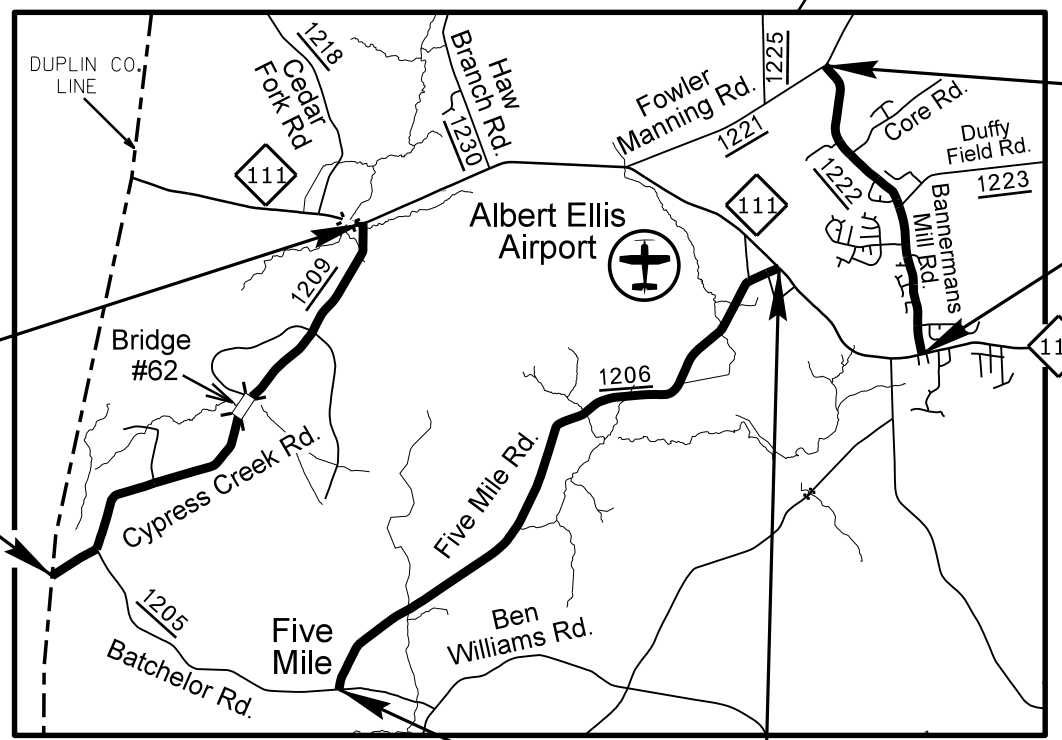 DUPLIN CO.
LINE
1218
Cedar
Fork Rd
Haw
Branch Rd.
1230
111
Fowler
Manning Rd.
1221
1225
Core Rd.
Duffy
Field Rd.
1223
1222
Bannermans
Mill Rd.
111
Albert Ellis
Airport
1209
Bridge
#62
11
1206
Cypress Creek Rd.
Five Mile Rd.
1205
Batchelor Rd.
Five
Mile
Ben
Williams Rd.